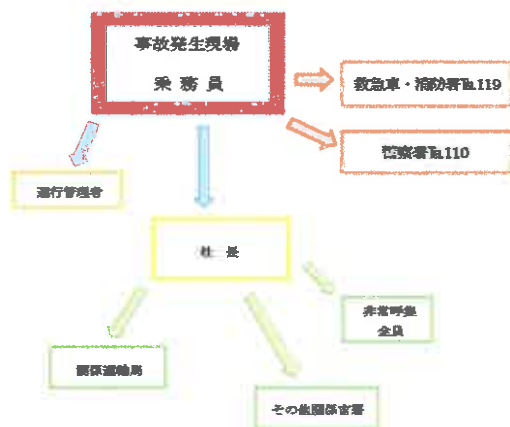 事故発生現場
乗務員
救急車・消防署℡119
警察署℡110
運行管理者
社長
非常呼集
全員
関係運輸局
その他関係官署